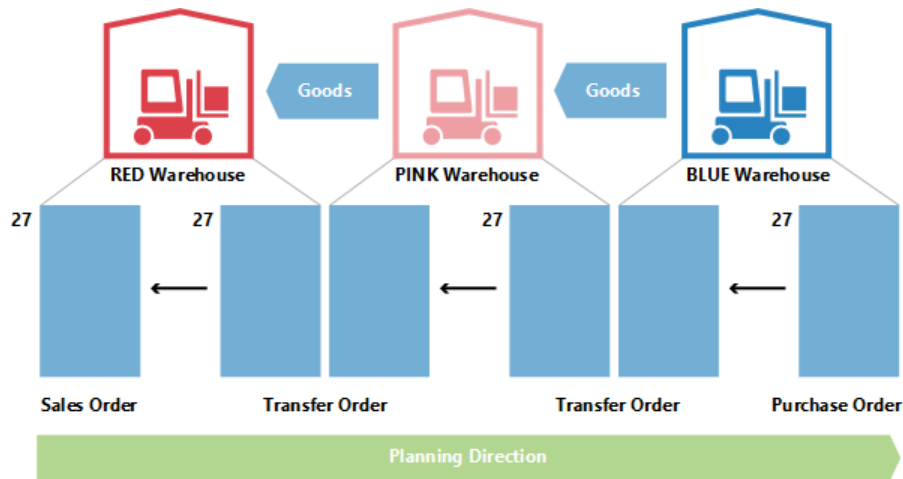 Goods
Goods
RED Warehouse
PINK Warehouse
BLUE Warehouse
27
27
27
27
Sales Order
Transfer Order
Transfer Order
Purchase Order
Planning Direction